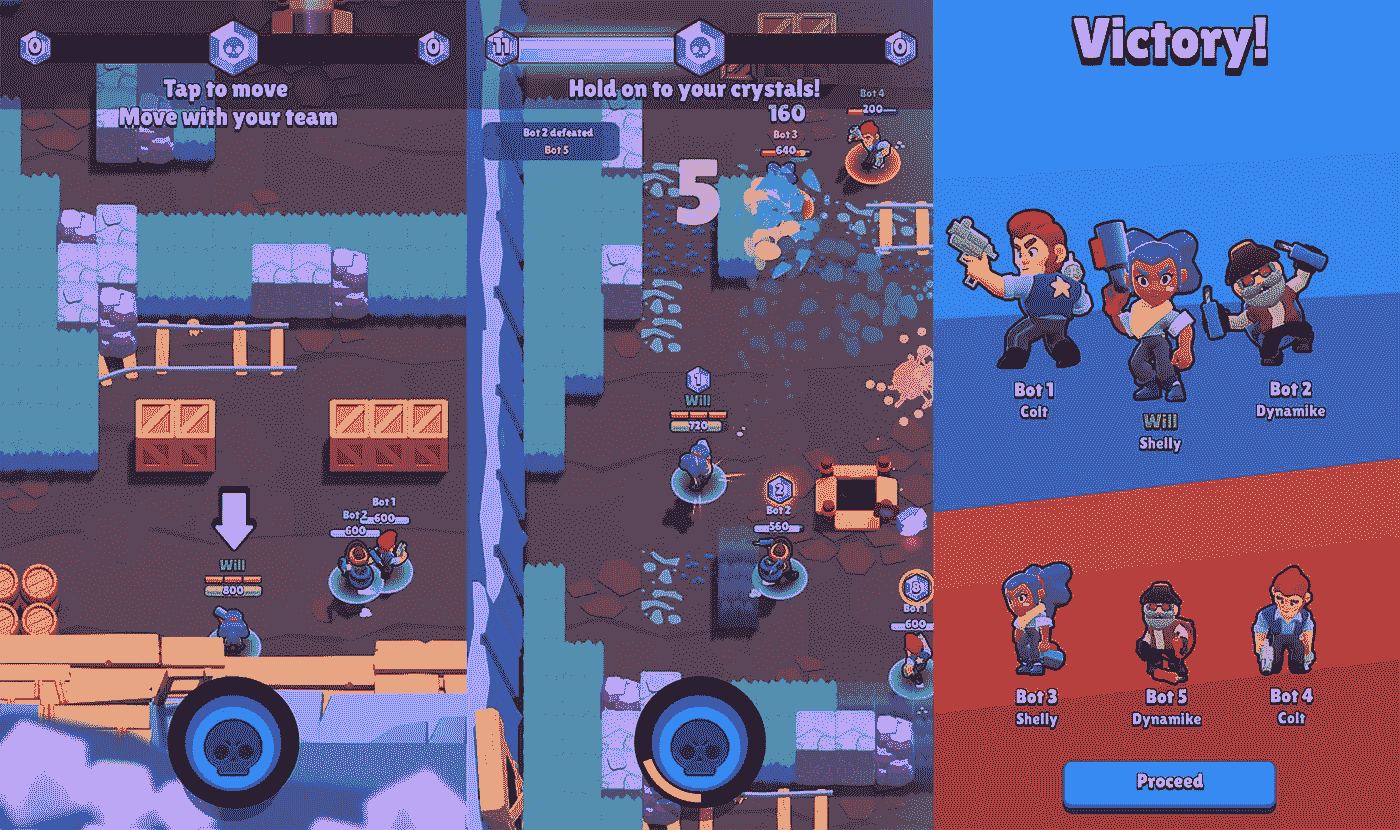 0
0
Tap to move
Move with your team
Bot 1
600
Bot 2
600
Will
800
11
0
Hold on to your crystals!
160
Bot 4
200
Bot 2 defeated
Bot 5
Bot 3
640
5
1
Will
720
2
Bot 2
560
8
Bot 1
600
Victory!
Bot 1
Colt
Will
Shelly
Bot 2
Dynamike
Bot 3
Shelly
Bot 5
Dynamike
Bot 4
Colt
Proceed